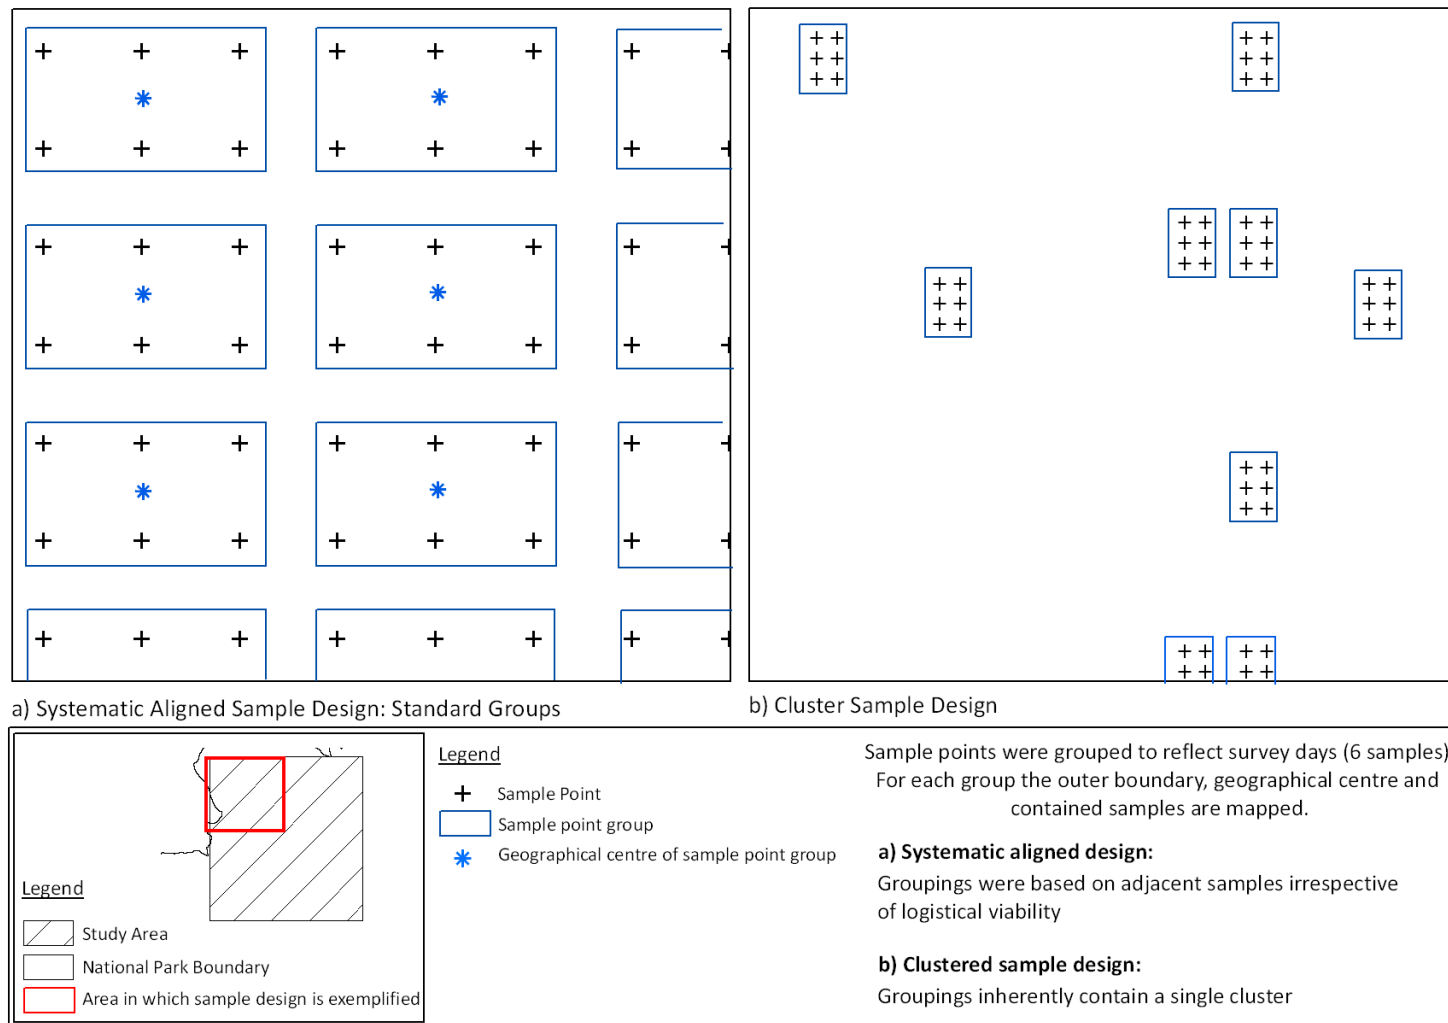 a) Systematic Aligned Sample Design: Standard Groups
b) Cluster Sample Design
Legend
Study Area
National Park Boundary
Area in which sample design is exemplified
Legend
Sample Point
Sample point group
Geographical centre of sample point group
Sample points were grouped to reflect survey days (6 samples)
For each group the outer boundary, geographical centre and
contained samples are mapped.
a) Systematic aligned design:
Groupings were based on adjacent samples irrespective
of logistical viability
b) Clustered sample design:
Groupings inherently contain a single cluster